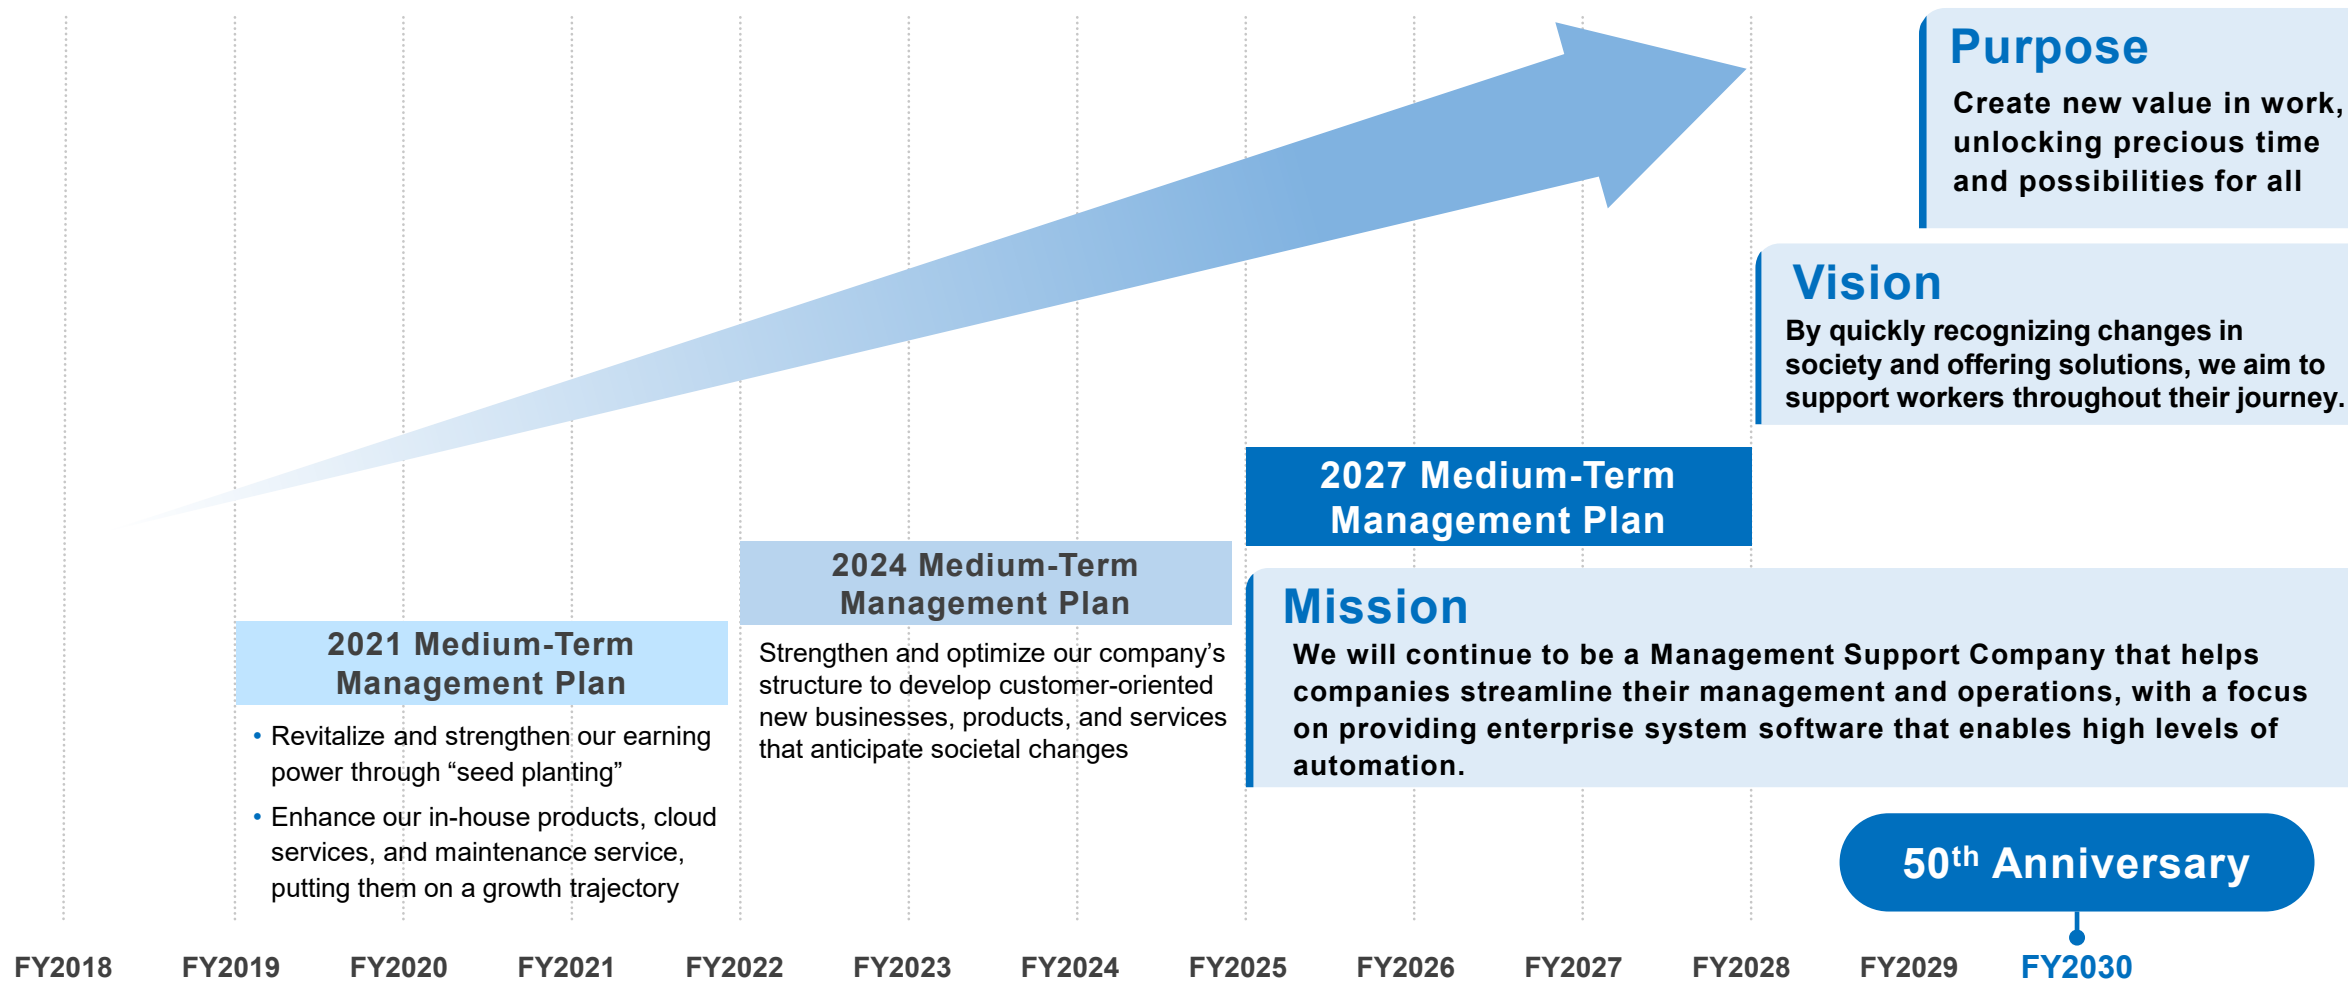 Purpose
Create new value in work,
unlocking precious time
and possibilities for all
Vision
By quickly recognizing changes in
society and offering solutions, we aim to
support workers throughout their journey.
2027 Medium-Term
Management Plan
2024 Medium-Term
Management Plan
Strengthen and optimize our company’s
structure to develop customer-oriented
new businesses, products, and services
that anticipate societal changes
2021 Medium-Term
Management Plan
• Revitalize and strengthen our earning
power through “seed planting”
• Enhance our in-house products, cloud
services, and maintenance service,
putting them on a growth trajectory
Mission
We will continue to be a Management Support Company that helps
companies streamline their management and operations, with a focus
on providing enterprise system software that enables high levels of
automation.
50th Anniversary
FY2018 FY2019 FY2020 FY2021 FY2022 FY2023 FY2024 FY2025 FY2026 FY2027 FY2028 FY2029 FY2030